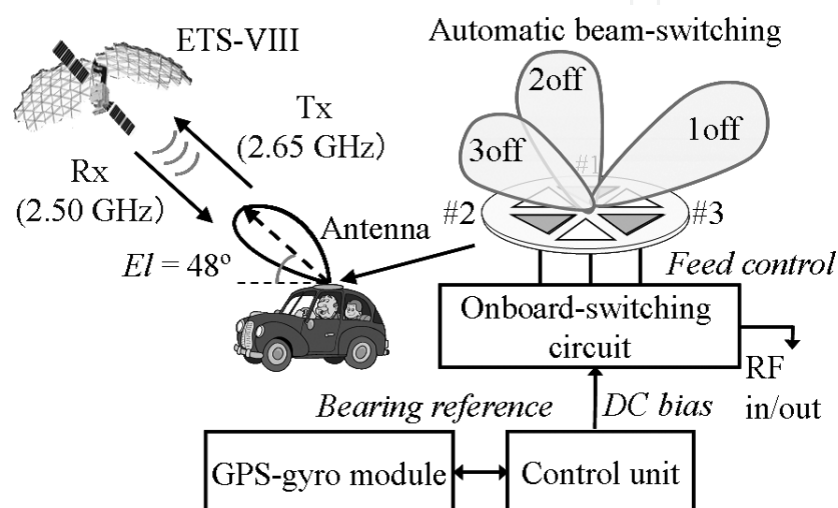 ETS-VIII
Automatic beam-switching
Tx
(2.65 GHz)
Rx
(2.50 GHz)
2off
1off
3off
#1
#2
#3
Antenna
El = 48º
Feed control
Onboard-switching
circuit
RF
in/out
Bearing reference
DC bias
GPS-gyro module
Control unit